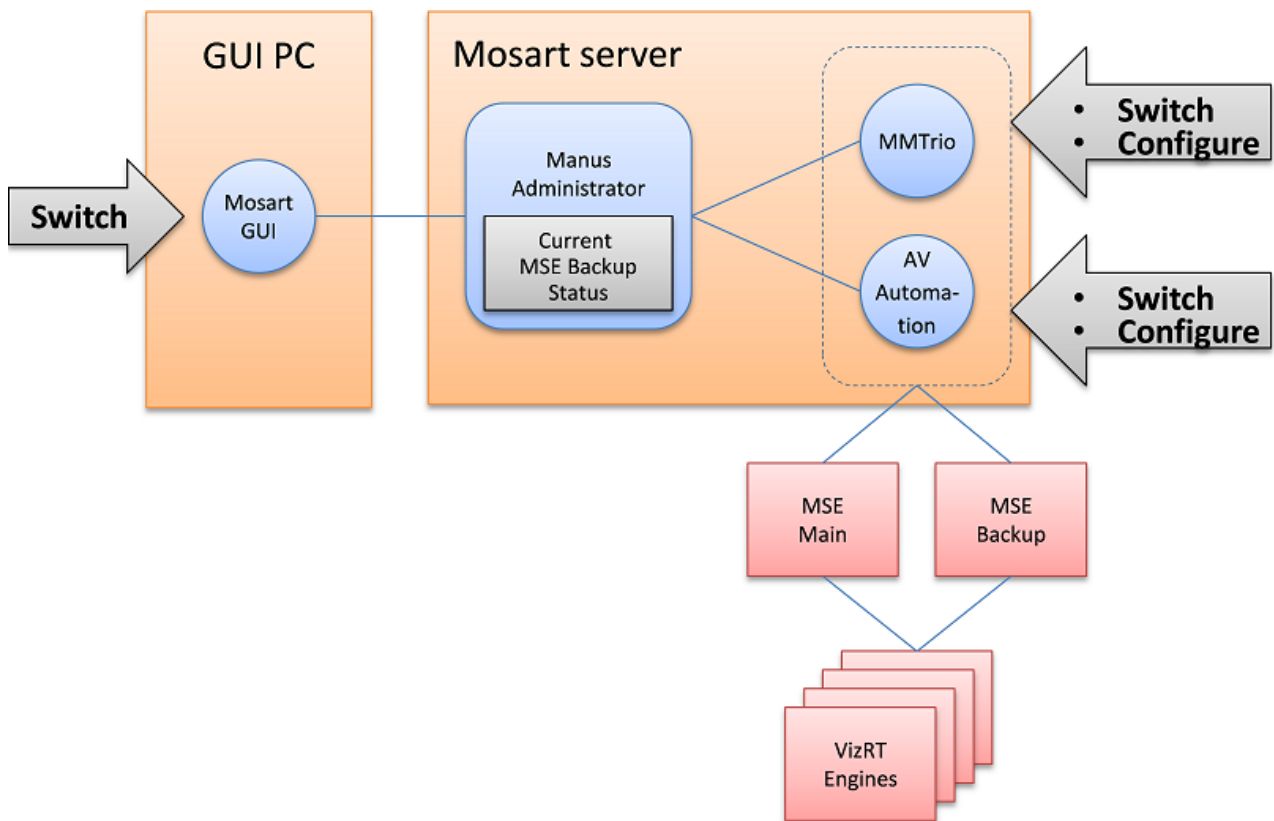 GUI PC
Mosart server
Switch
Mosart
GUI
Manus
Administrator
Current
MSE Backup
Status
MMTrio
AV
Automa-
tion
• Switch
• Configure
• Switch
• Configure
MSE
Main
MSE
Backup
VizRT
Engines